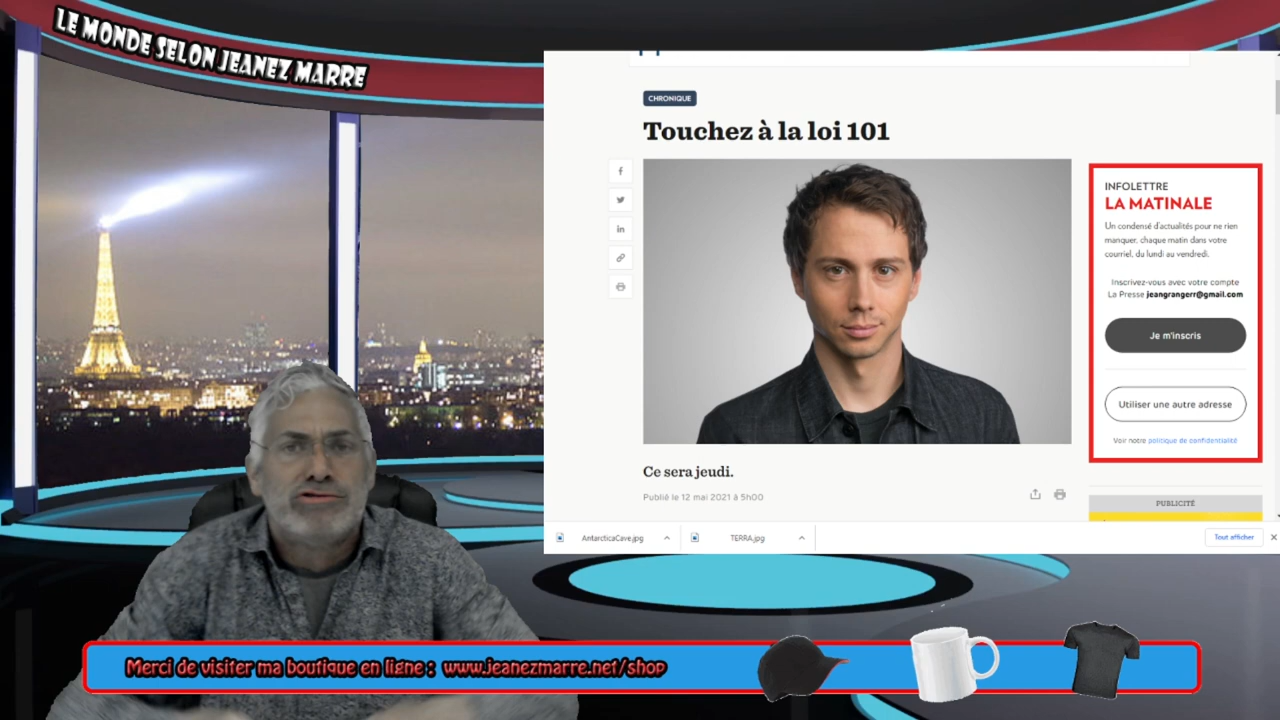 LE MONDE SELON JEANEZ MARRE
CHRONIQUE
Touchez à la loi 101
INFOLETTRE
LA MATINALE
Un condensé d'actualités pour ne rien
manquer, chaque matin dans votre
courriel, du lundi au vendredi.
Inscrivez-vous avec votre compte
La Presse jeangrangerr@gmail.com
Je m'inscris
Utiliser une autre adresse
Voir notre politique de confidentialité
Ce sera jeudi.
Publié le 12 mai 2021 à 5h00
PUBLICITÉ
AntarcticaCave.jpg
TERRA.jpg
Tout afficher
Merci de visiter ma boutique en ligne : www.jeanezmarre.net/shop